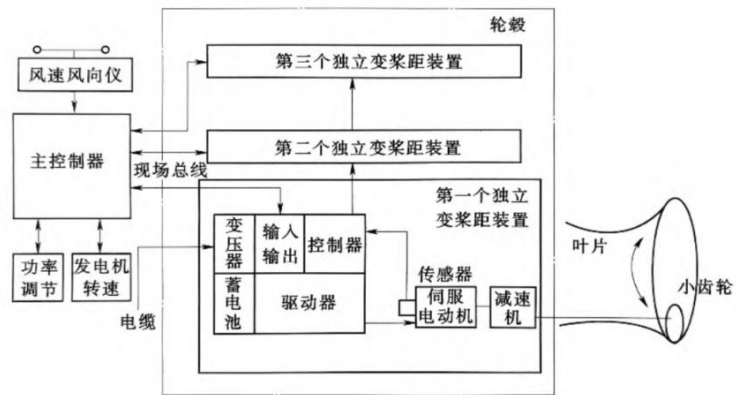 轮毂
第三个独立变桨距装置
风速风向仪
主控制器
第二个独立变桨距装置
现场总线
第一个独立
变桨距装置
变压器
输入
输出
控制器
蓄电池
驱动器
传感器
伺服
电动机
减速
机
叶片
小齿轮
功率
调节
发电机
转速
电缆